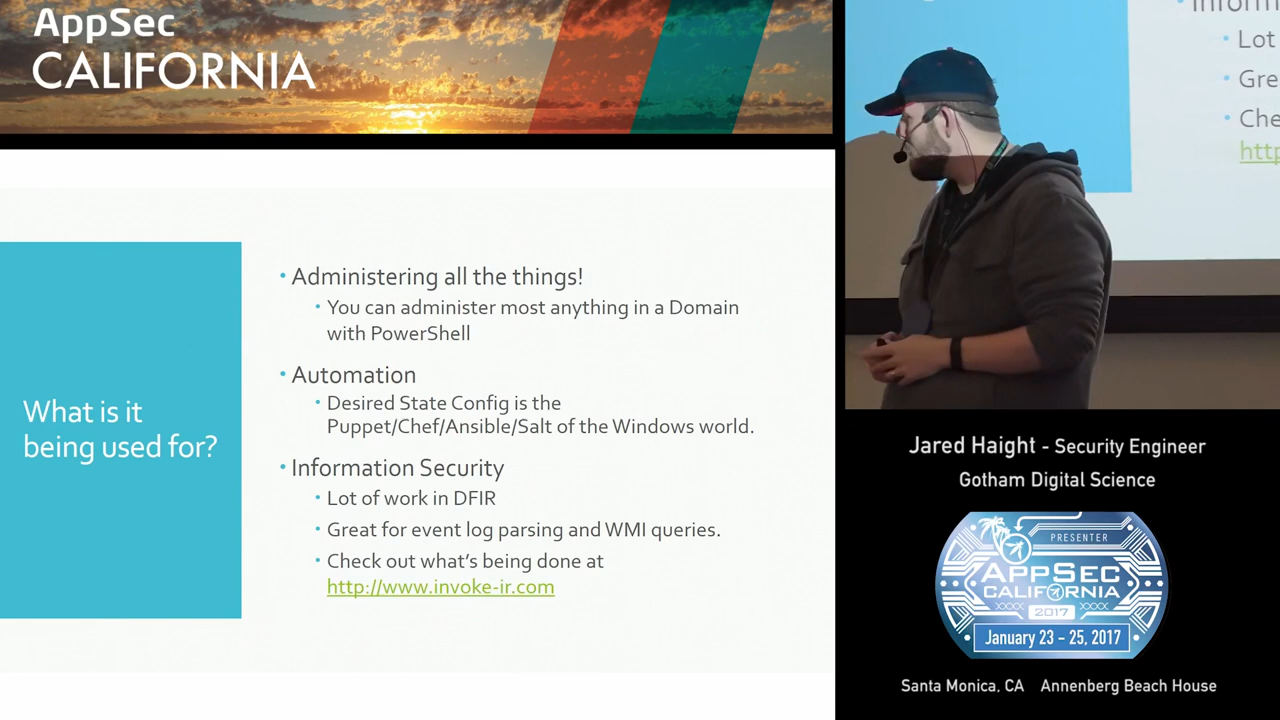 AppSec
CALIFORNIA
What is it
being used for?
• Administering all the things!
• You can administer most anything in a Domain
with PowerShell
• Automation
• Desired State Config is the
Puppet/Chef/Ansible/Salt of the Windows world.
• Information Security
• Lot of work in DFIR
• Great for event log parsing and WMI queries.
• Check out what's being done at
http://www.invoke-ir.com
• Inform
• Lot
• Gre
• Che
http
Jared Haight - Security Engineer
Gotham Digital Science
PRESENTER
APPSEC
CALIFORNIA
2017
January 23 - 25, 2017
Santa Monica, CA Annenberg Beach House